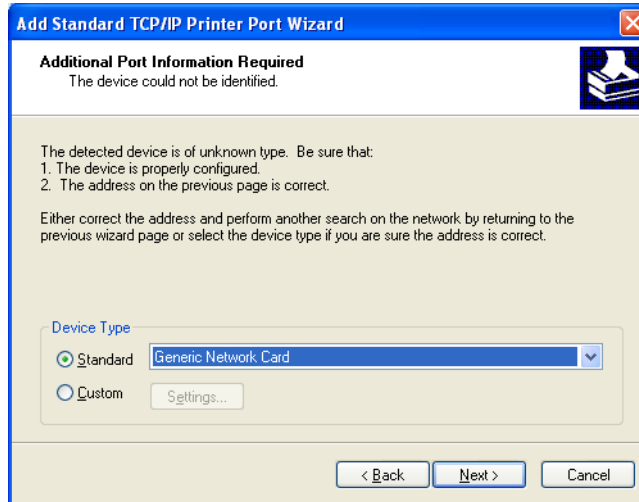 Add Standard TCP/IP Printer Port Wizard
Additional Port Information Required
The device could not be identified.
The detected device is of unknown type.  Be sure that:
1. The device is properly configured.
2.  The address on the previous page is correct.
Either correct the address and perform another search on the network by returning to the
previous wizard page or select the device type if you are sure the address is correct.
Device Type
Standard
Generic Network Card
Custom
Settings...
< Back
Next >
Cancel